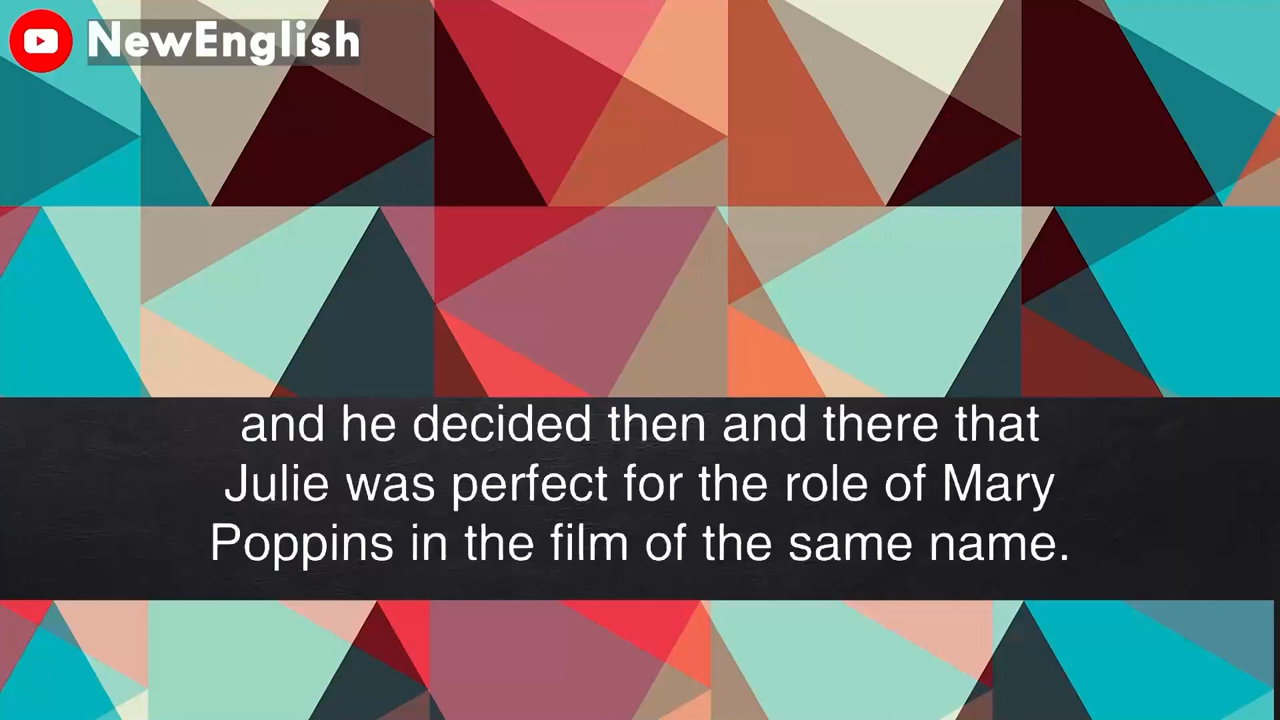 NewEnglish
and he decided then and there that
Julie was perfect for the role of Mary
Poppins in the film of the same name.